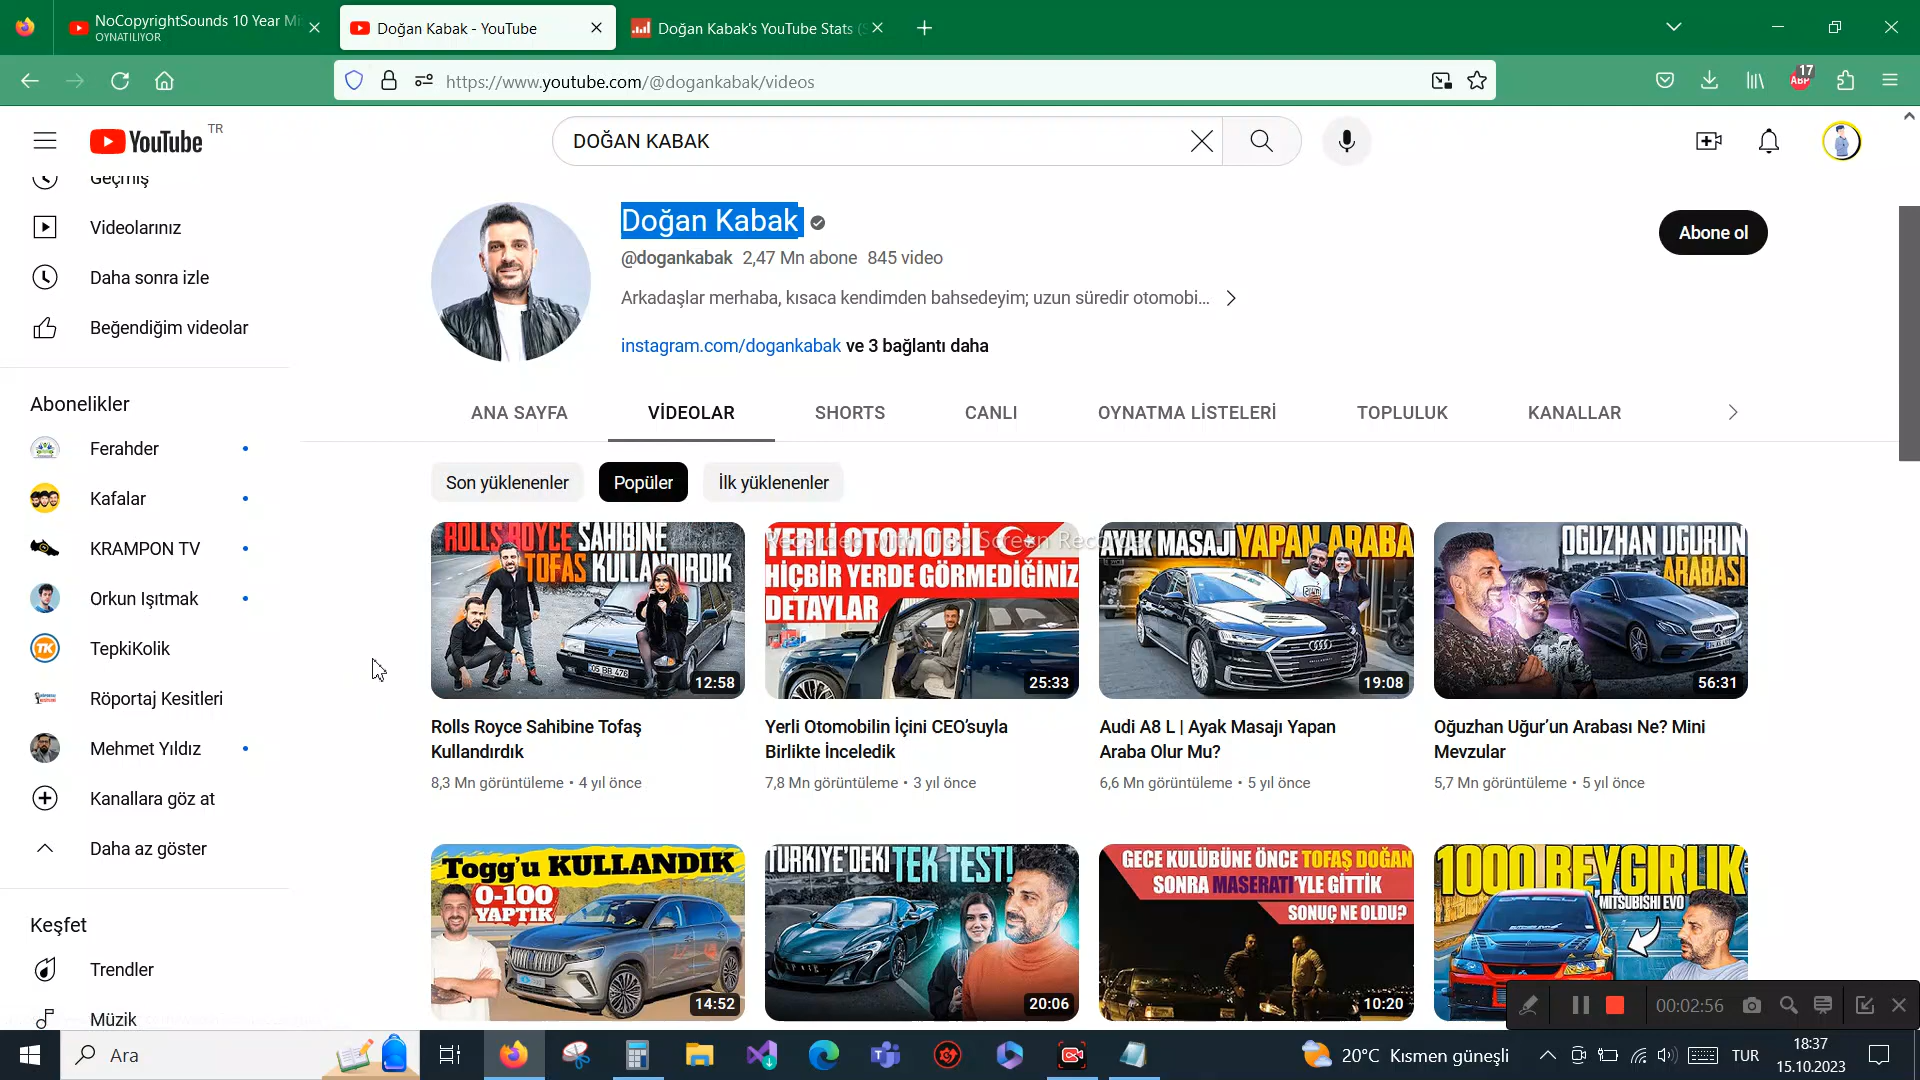 NoCopyrightSounds 10 Year Mi
OYNATILIYOR
Doğan Kabak - YouTube
Doğan Kabak's YouTube Stats (S
https://www.youtube.com/@dogankabak/videos
17
ABP
YouTube TR
DOĞAN KABAK
Geçmiş
Videolarınız
Daha sonra izle
Beğendiğim videolar
Abonelikler
Ferahder
Kafalar
KRAMPON TV
Orkun Işıtmak
TepkiKolik
Röportaj Kesitleri
Mehmet Yıldız
Kanallara göz at
Daha az göster
Keşfet
Trendler
Müzik
Doğan Kabak
@dogankabak 2,47 Mn abone 845 video
Arkadaşlar merhaba, kısaca kendimden bahsedeyim; uzun süredir otomobi...
instagram.com/dogankabak ve 3 bağlantı daha
Abone ol
ANA SAYFA VİDEOLAR SHORTS CANLI OYNATMA LİSTELERİ TOPLULUK KANALLAR
Son yüklenenler Popüler İlk yüklenenler
ROLLS ROYCE SAHİBİNE
TOFAŞ KULLANDIRDIK
05 BB 478
12:58
YERLİ OTOMOBİL
HİÇBİR YERDE GÖRMEDİĞİNİZ
DETAYLAR
25:33
AYAK MASAJI YAPAN ARABA
19:08
OĞUZHAN UĞURUN
ARABASI
56:31
Recorded with iTop Screen Recorder
Rolls Royce Sahibine Tofaş
Kullandırdık
8,3 Mn görüntüleme • 4 yıl önce
Yerli Otomobilin İçini CEO’suyla
Birlikte İnceledik
7,8 Mn görüntüleme • 3 yıl önce
Audi A8 L | Ayak Masajı Yapan
Araba Olur Mu?
6,6 Mn görüntüleme • 5 yıl önce
Oğuzhan Uğur’un Arabası Ne? Mini
Mevzular
5,7 Mn görüntüleme • 5 yıl önce
Togg'u KULLANDIK
0-100
YAPTIK
14:52
TÜRKİYE'DEKİ TEK TEST!
20:06
GECE KULÜBÜNE ÖNCE TOFAŞ DOĞAN
SONRA MASERATI'YLE GİTTİK
SONUÇ NE OLDU?
10:20
1000 BEYGİRLİK
MITSUBISHI EVO
00:02:56
Ara
20°C Kısmen güneşli
TUR
18:37
15.10.2023